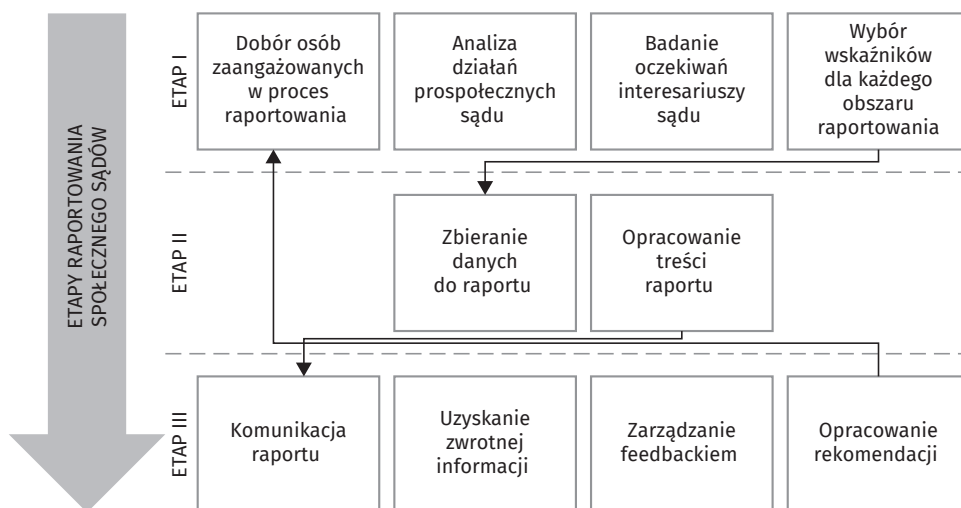 ETAPY RAPORTOWANIA
SPOŁECZNEGO SĄDÓW
ETAP I
Dobór osób
zaangażowanych
w proces
raportowania
Analiza
działań
prospołecznych
sądu
Badanie
oczekiwań
interesariuszy
sądu
Wybór
wskaźników
dla każdego
obszaru
raportowania
ETAP II
Zbieranie
danych
do raportu
Opracowanie
treści
raportu
ETAP III
Komunikacja
raportu
Uzyskanie
zwrotnej
informacji
Zarządzanie
feedbackiem
Opracowanie
rekomendacji